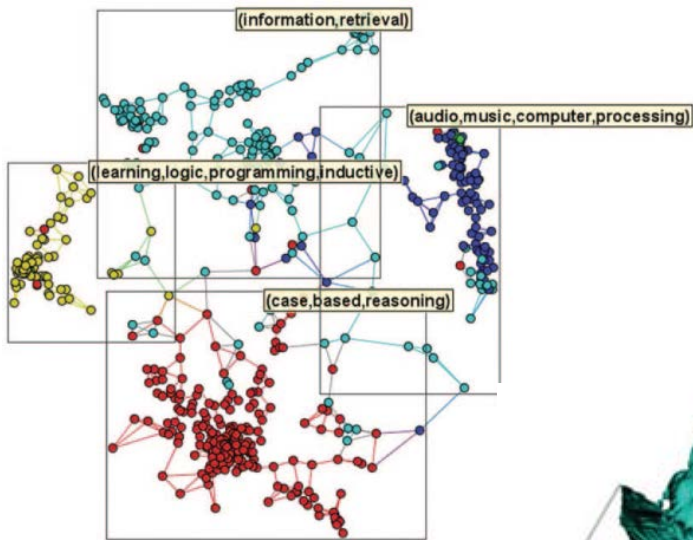 (information,retrieval)
(audio,music,computer,processing)
(learning,logic,programming,inductive)
(case,based,reasoning)